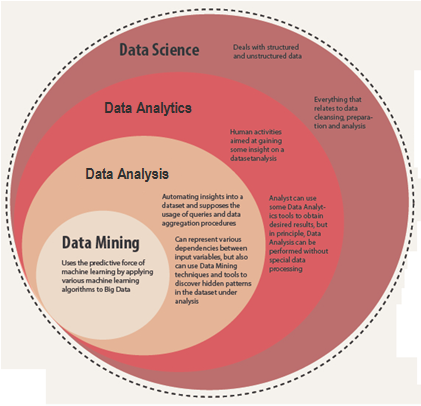 Data Science
Deals with structured
and unstructured data
Everything that
relates to data
cleansing, prepara-
tion and analysis
Data Analytics
Human activities
aimed at gaining
some insight on a
datasetanalysis
Analyst can use
some Data Analyt-
ics tools to obtain
desired results, but
in principle, Data
Analysis can be
performed without
special data
processing
Data Analysis
Automating insights into a
dataset and supposes the
usage of queries and data
aggregation procedures
Can represent various
dependencies between
input variables, but also
can use Data Mining
techniques and tools to
discover hidden patterns
in the dataset under
analysis
Data Mining
Uses the predictive force of
machine learning by applying
various machine learning
algorithms to Big Data